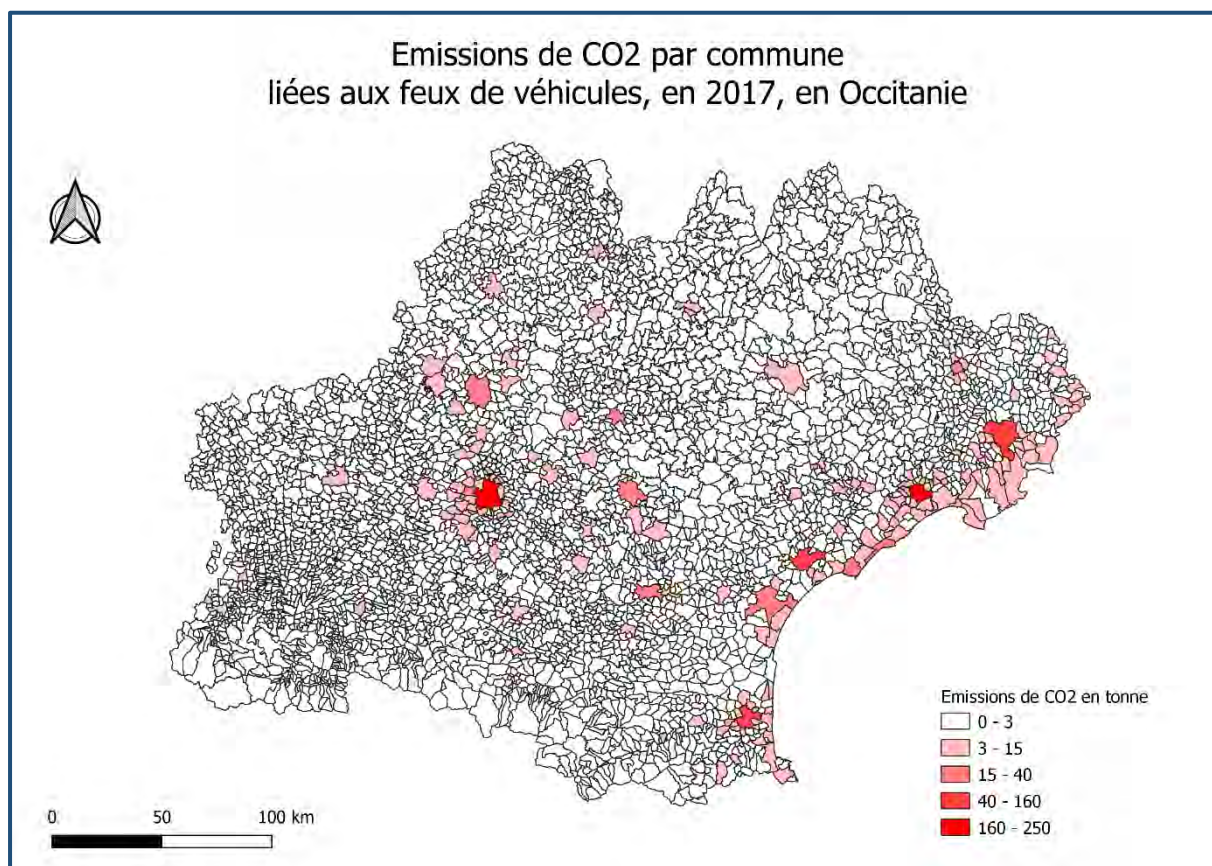 Emissions de CO2 par commune
liées aux feux de véhicules, en 2017, en Occitanie
Emissions de CO2 en tonne
0 - 3
3 - 15
15 - 40
40 - 160
160 - 250
0 50 100 km